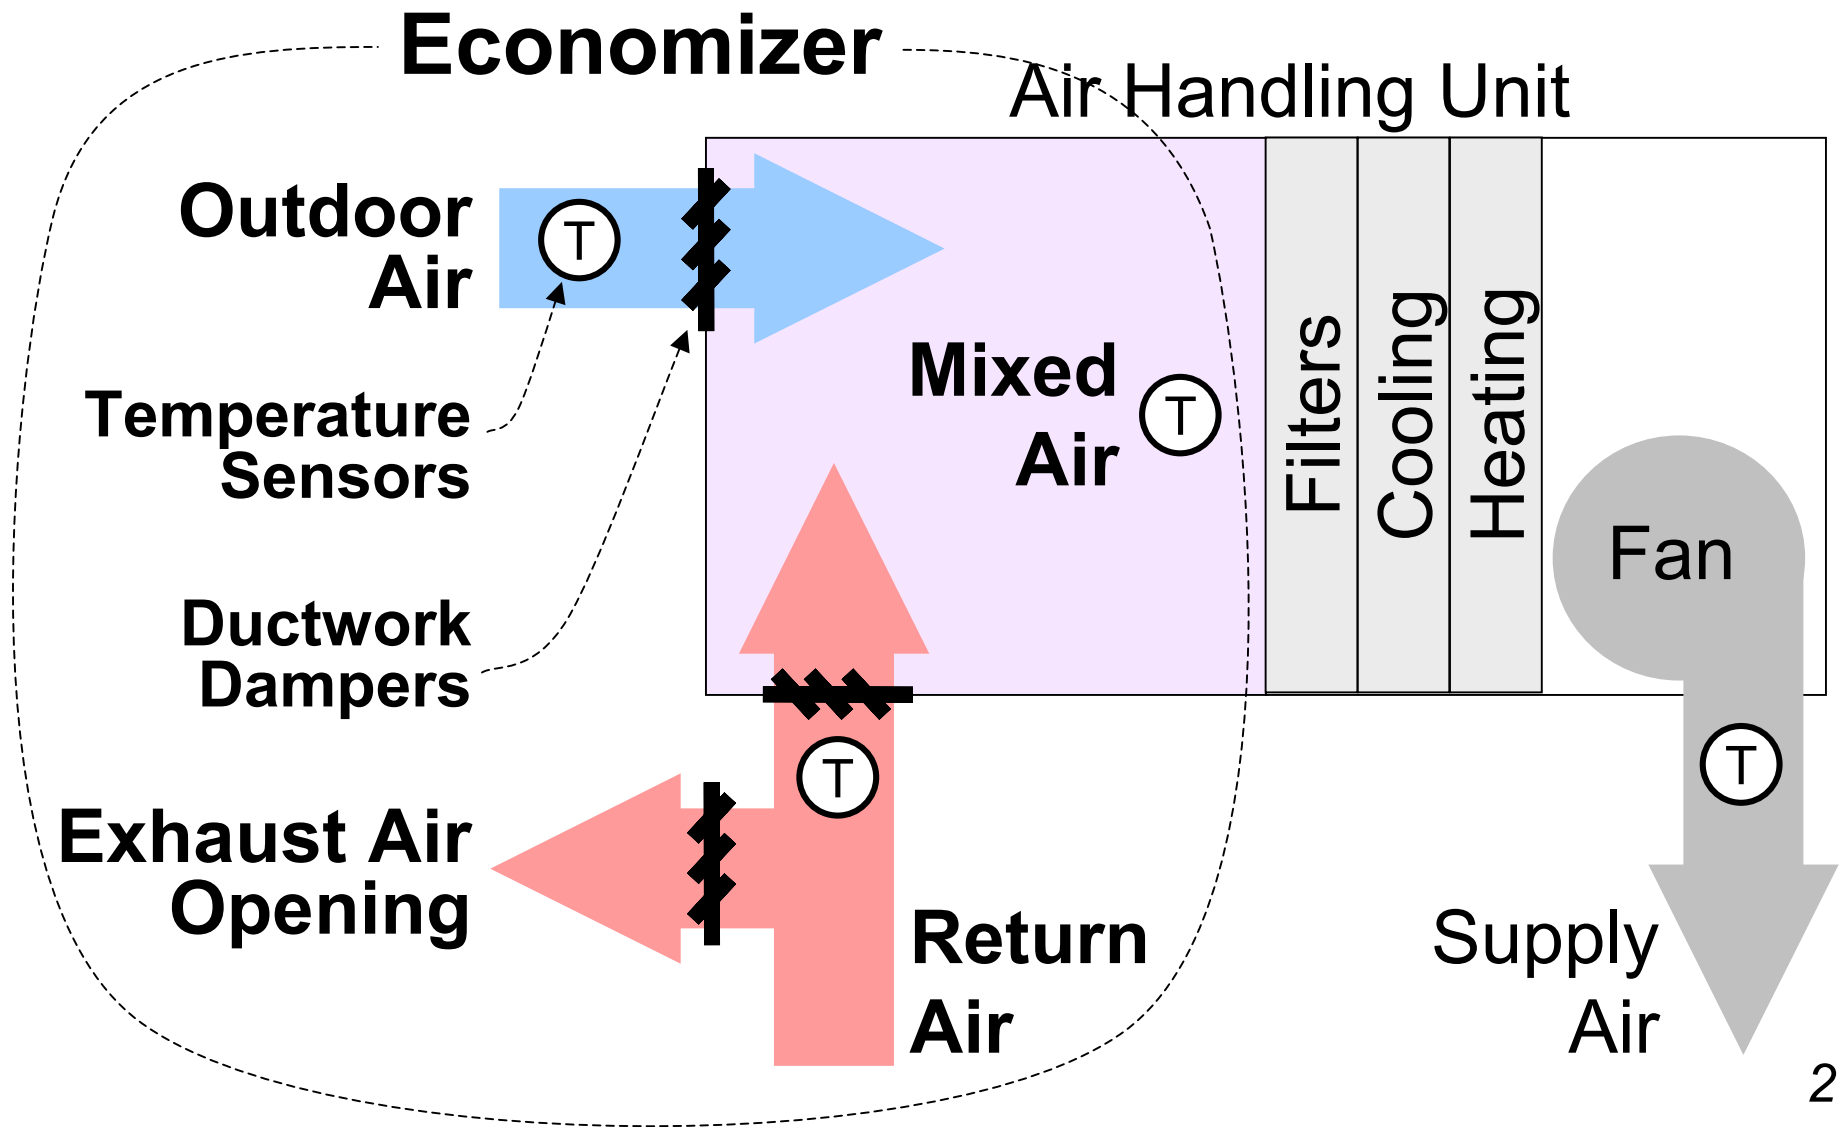 Economizer
Air Handling Unit
Outdoor
Air
T
Temperature
Sensors
Mixed
Air
T
Filters
Cooling
Heating
Fan
Ductwork
Dampers
T
T
Exhaust Air
Opening
Return
Air
Supply
Air
2